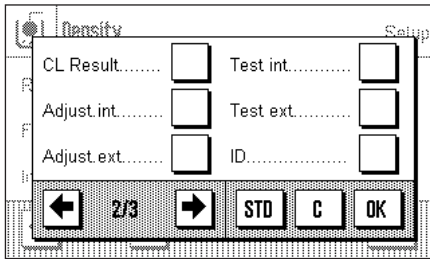 Density
Setup
CL Result........ Test int............
Adjust.int....... Test ext...........
Adjust.ext....... ID..................
2/3 STD C OK